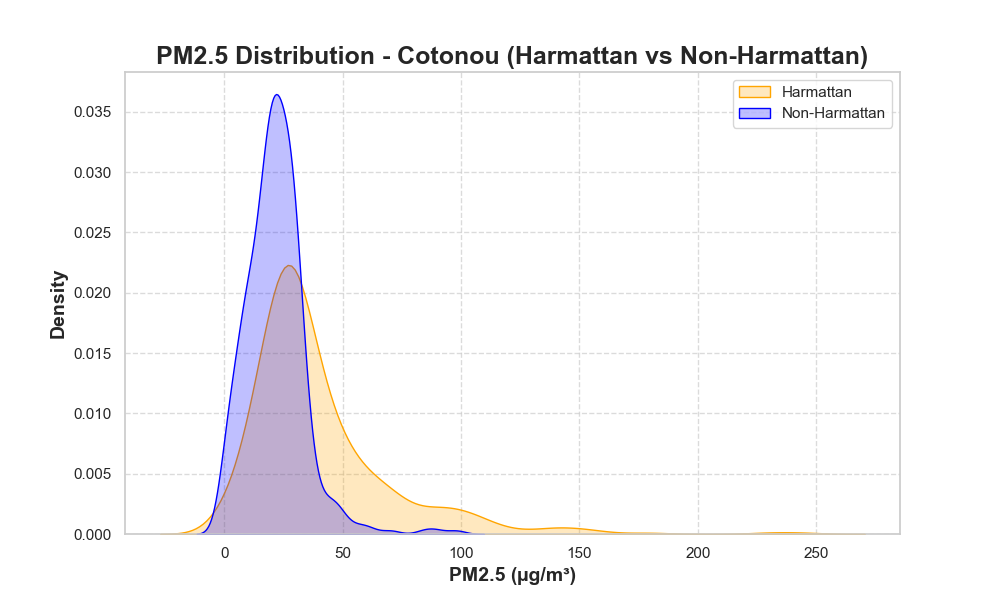 PM2.5 Distribution - Cotonou (Harmattan vs Non-Harmattan)
Harmattan
Non-Harmattan
Density
0.035
0.030
0.025
0.020
0.015
0.010
0.005
0.000
0 50 100 150 200 250
PM2.5 (µg/m³)